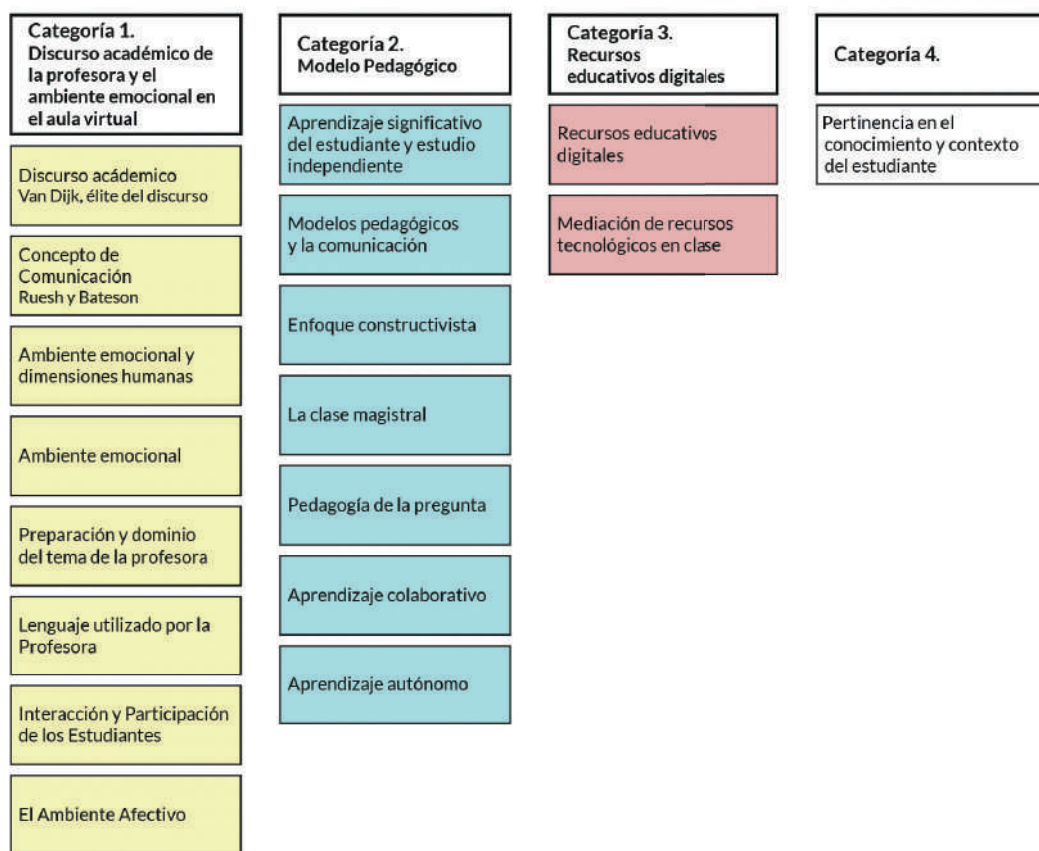 Categoría 1.
Discurso académico de
la profesora y el
ambiente emocional en
el aula virtual
Discurso acádemico
Van Dijk, élite del discurso
Concepto de
Comunicación
Ruesh y Bateson
Ambiente emocional y
dimensiones humanas
Ambiente emocional
Preparación y dominio
del tema de la profesora
Lenguaje utilizado por la
Profesora
Interacción y Participación
de los Estudiantes
El Ambiente Afectivo
Categoría 2.
Modelo Pedagógico
Aprendizaje significativo
del estudiante y estudio
independiente
Modelos pedagógicos
y la comunicación
Enfoque constructivista
La clase magistral
Pedagogía de la pregunta
Aprendizaje colaborativo
Aprendizaje autónomo
Categoría 3.
Recursos
educativos digitales
Recursos educativos
digitales
Mediación de recursos
tecnológicos en clase
Categoría 4.
Pertinencia en el
conocimiento y contexto
del estudiante